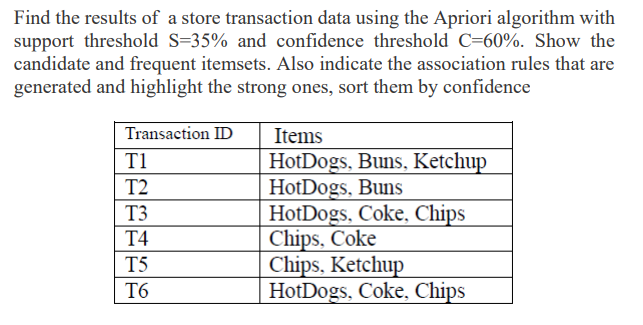 Find the results of a store transaction data using the Apriori algorithm with
support threshold S=35% and confidence threshold C=60%. Show the
candidate and frequent itemsets. Also indicate the association rules that are
generated and highlight the strong ones, sort them by confidence
Transaction ID Items
T1 HotDogs, Buns, Ketchup
T2 HotDogs, Buns
T3 HotDogs, Coke, Chips
T4 Chips, Coke
T5 Chips, Ketchup
T6 HotDogs, Coke, Chips